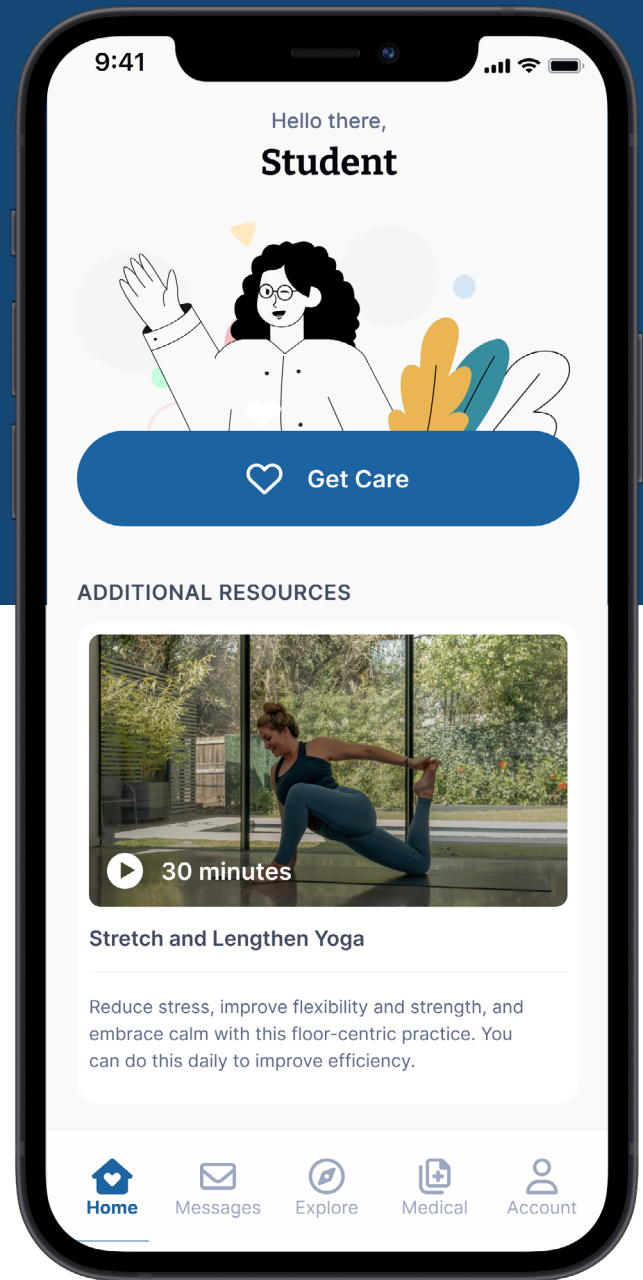 9:41
Hello there,
Student
Get Care
ADDITIONAL RESOURCES
30 minutes
Stretch and Lengthen Yoga
Reduce stress, improve flexibility and strength, and
embrace calm with this floor-centric practice. You
can do this daily to improve efficiency.
Home Messages Explore Medical Account